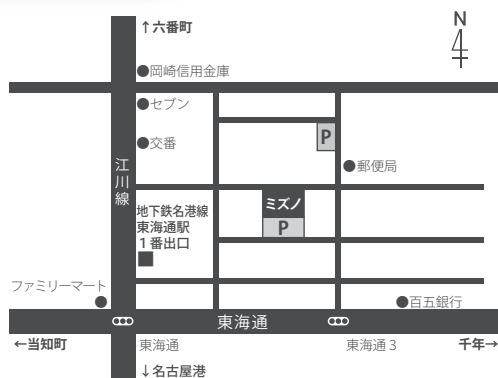 ↑六番町
N
●岡崎信用金庫
●セブン
●交番
P
●郵便局
江川線
ミズノ
P
地下鉄名港線
東海通駅
1番出口
ファミリーマート
●百五銀行
東海通
←当知町
東海通
東海通3
千年→
↓名古屋港